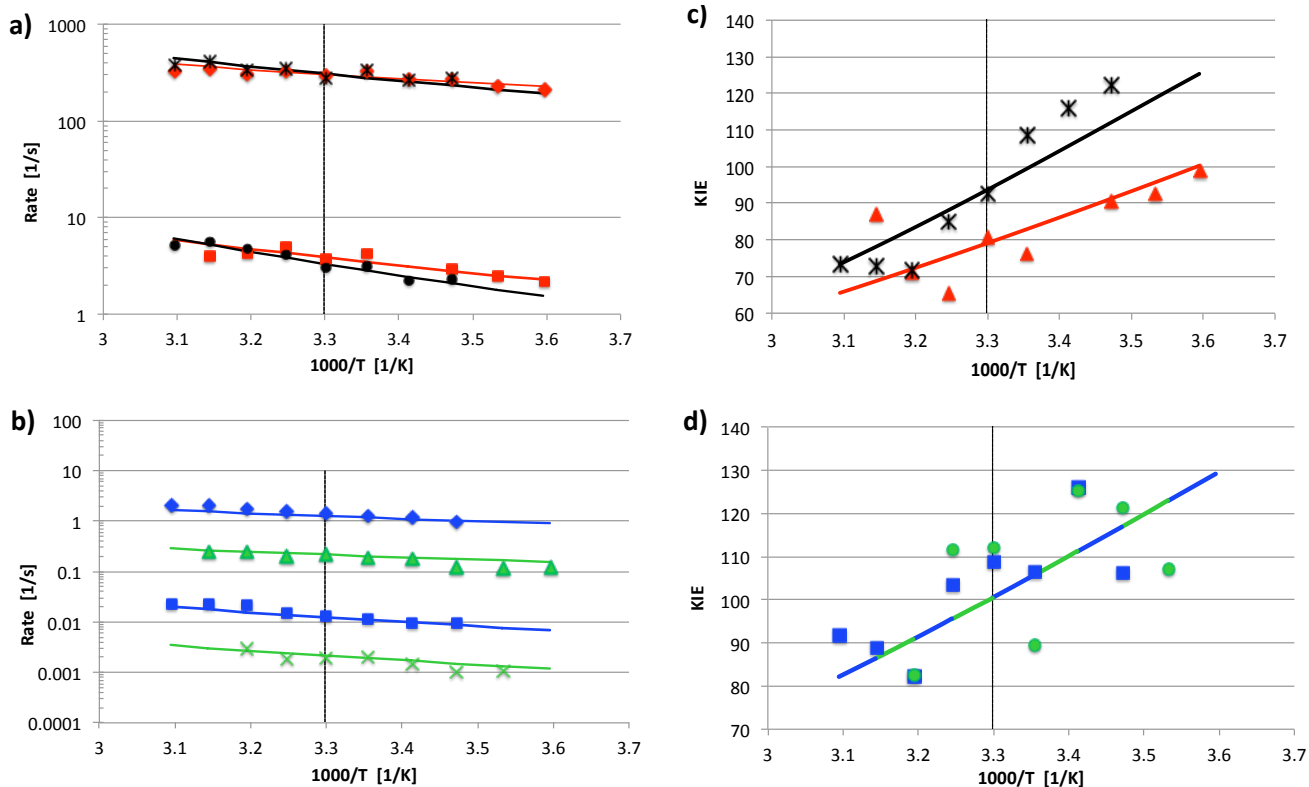 a)
1000
100
10
1
Rate [1/s]
3 3.1 3.2 3.3 3.4 3.5 3.6 3.7
1000/T [1/K]
c)
140
130
120
110
100
90
80
70
60
KIE
3 3.1 3.2 3.3 3.4 3.5 3.6 3.7
1000/T [1/K]
b)
100
10
1
0.1
0.01
0.001
0.0001
Rate [1/s]
3 3.1 3.2 3.3 3.4 3.5 3.6 3.7
1000/T [1/K]
d)
140
130
120
110
100
90
80
70
KIE
3 3.1 3.2 3.3 3.4 3.5 3.6 3.7
1000/T [1/K]